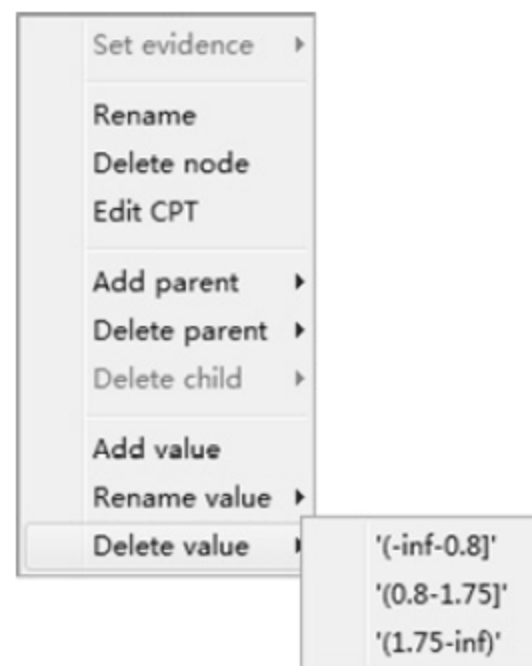 Set evidence
Rename
Delete node
Edit CPT
Add parent
Delete parent
Delete child
Add value
Rename value
Delete value
'(-inf-0.8]'
'(0.8-1.75]'
'(1.75-inf)'